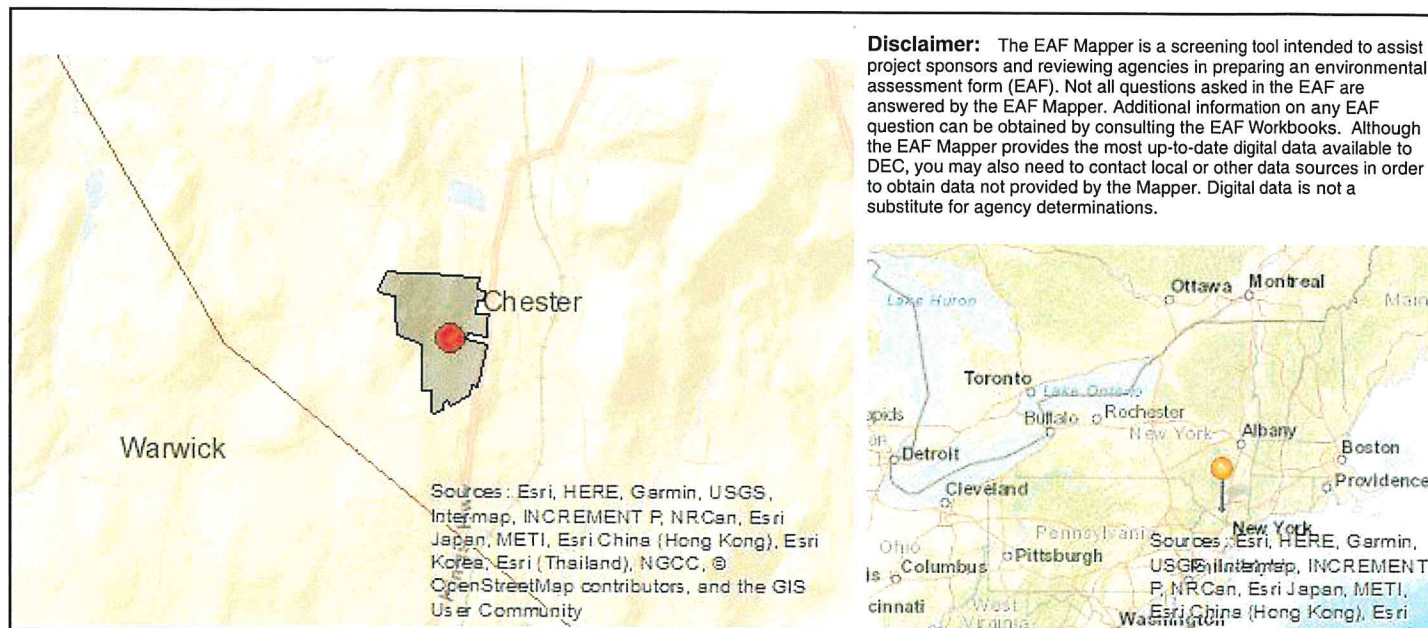 Disclaimer: The EAF Mapper is a screening tool intended to assist
project sponsors and reviewing agencies in preparing an environmental
assessment form (EAF). Not all questions asked in the EAF are
answered by the EAF Mapper. Additional information on any EAF
question can be obtained by consulting the EAF Workbooks. Although
the EAF Mapper provides the most up-to-date digital data available to
DEC, you may also need to contact local or other data sources in order
to obtain data not provided by the Mapper. Digital data is not a
substitute for agency determinations.
Chester
Warwick
Sources: Esri, HERE, Garmin, USGS,
Intermap, INCREMENT P, NRCan, Esri
Japan, METI, Esri China (Hong Kong), Esri
Korea, Esri (Thailand), NGCC, ©
OpenStreetMap contributors, and the GIS
User Community
Ottawa
Montreal
Lake Huron
Toronto
Lake Ontario
Buffalo
Rochester
New York
Albany
Boston
Detroit
Providence
Cleveland
New York
Pennsylvania
Ohio
Columbus
Pittsburgh
West
Virginia
Washington
Sources: Esri, HERE, Garmin,
USGS, Intermap, INCREMENT
P, NRCan, Esri Japan, METI,
Esri China (Hong Kong), Esri